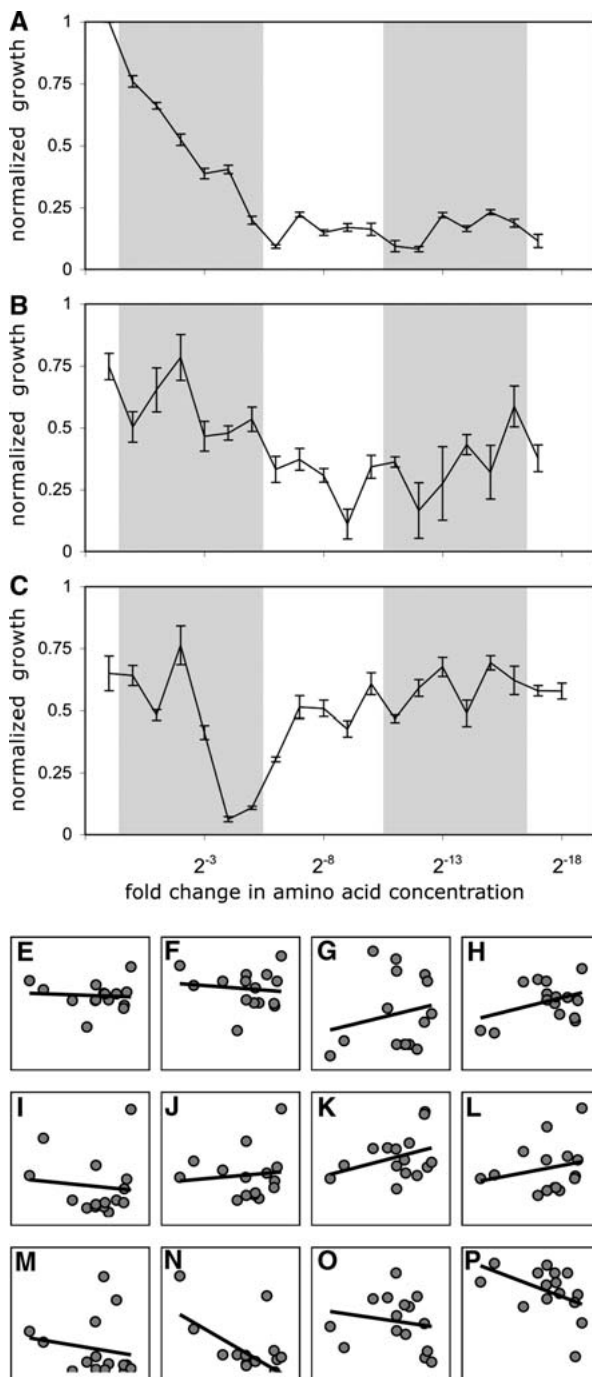 A
normalized growth
1
0.75
0.5
0.25
0
B
normalized growth
1
0.75
0.5
0.25
0
C
normalized growth
1
0.75
0.5
0.25
0
2-3 2-8 2-13 2-18
fold change in amino acid concentration
E F G H
I J K L
M N O P